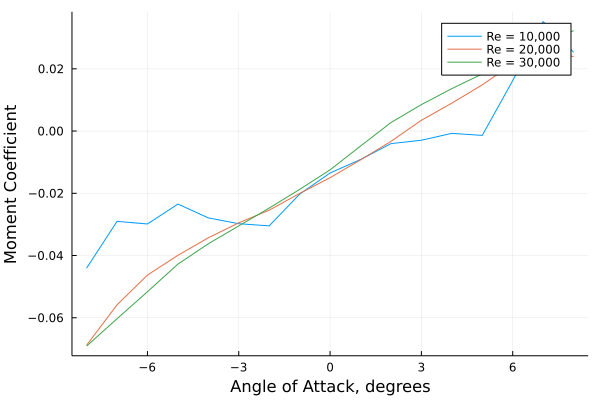 Re = 10,000
Re = 20,000
Re = 30,000
0.02
0.00
−0.02
−0.04
−0.06
Moment Coefficient
−6
−3
0
3
6
Angle of Attack, degrees